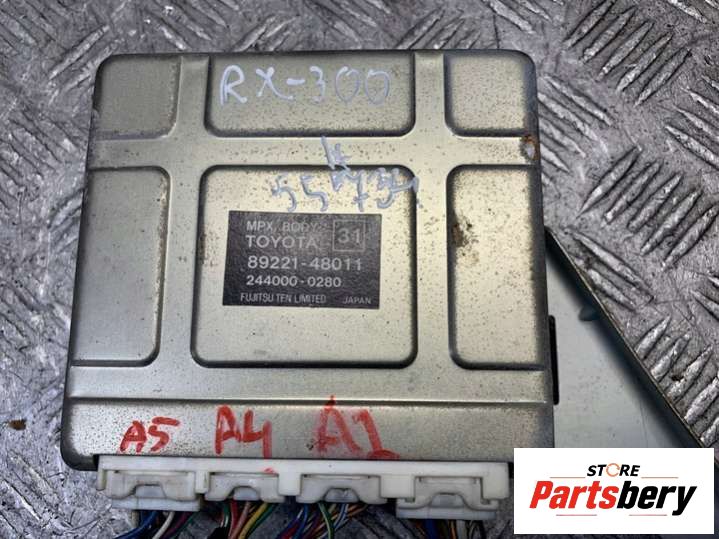 RX-300
MPX, BODY 31
TOYOTA
89221-48011
244000-0280
FUJITSU TEN LIMITED JAPAN
A5 A4 A1
STORE
Partsbery